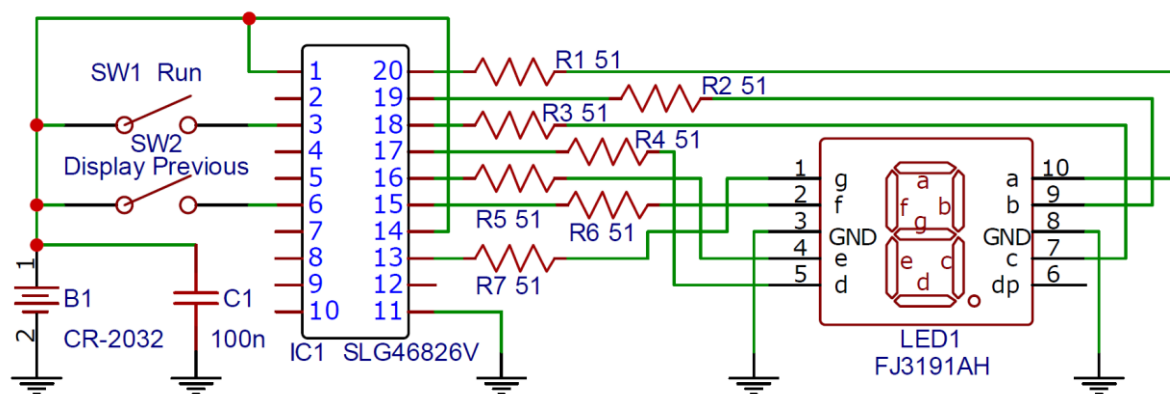 SW1 Run
SW2
Display Previous
1
B1
2
CR-2032
C1
100n
1 20
2 19
3 18
4 17
5 16
6 15
7 14
8 13
9 12
10 11
IC1 SLG46826V
R1 51
R2 51
R3 51
R4 51
R5 51
R6 51
R7 51
1 g a 10
2 f b 9
3 GND GND 8
4 e c 7
5 d dp 6
a
f b
g
e c
d
LED1
FJ3191AH